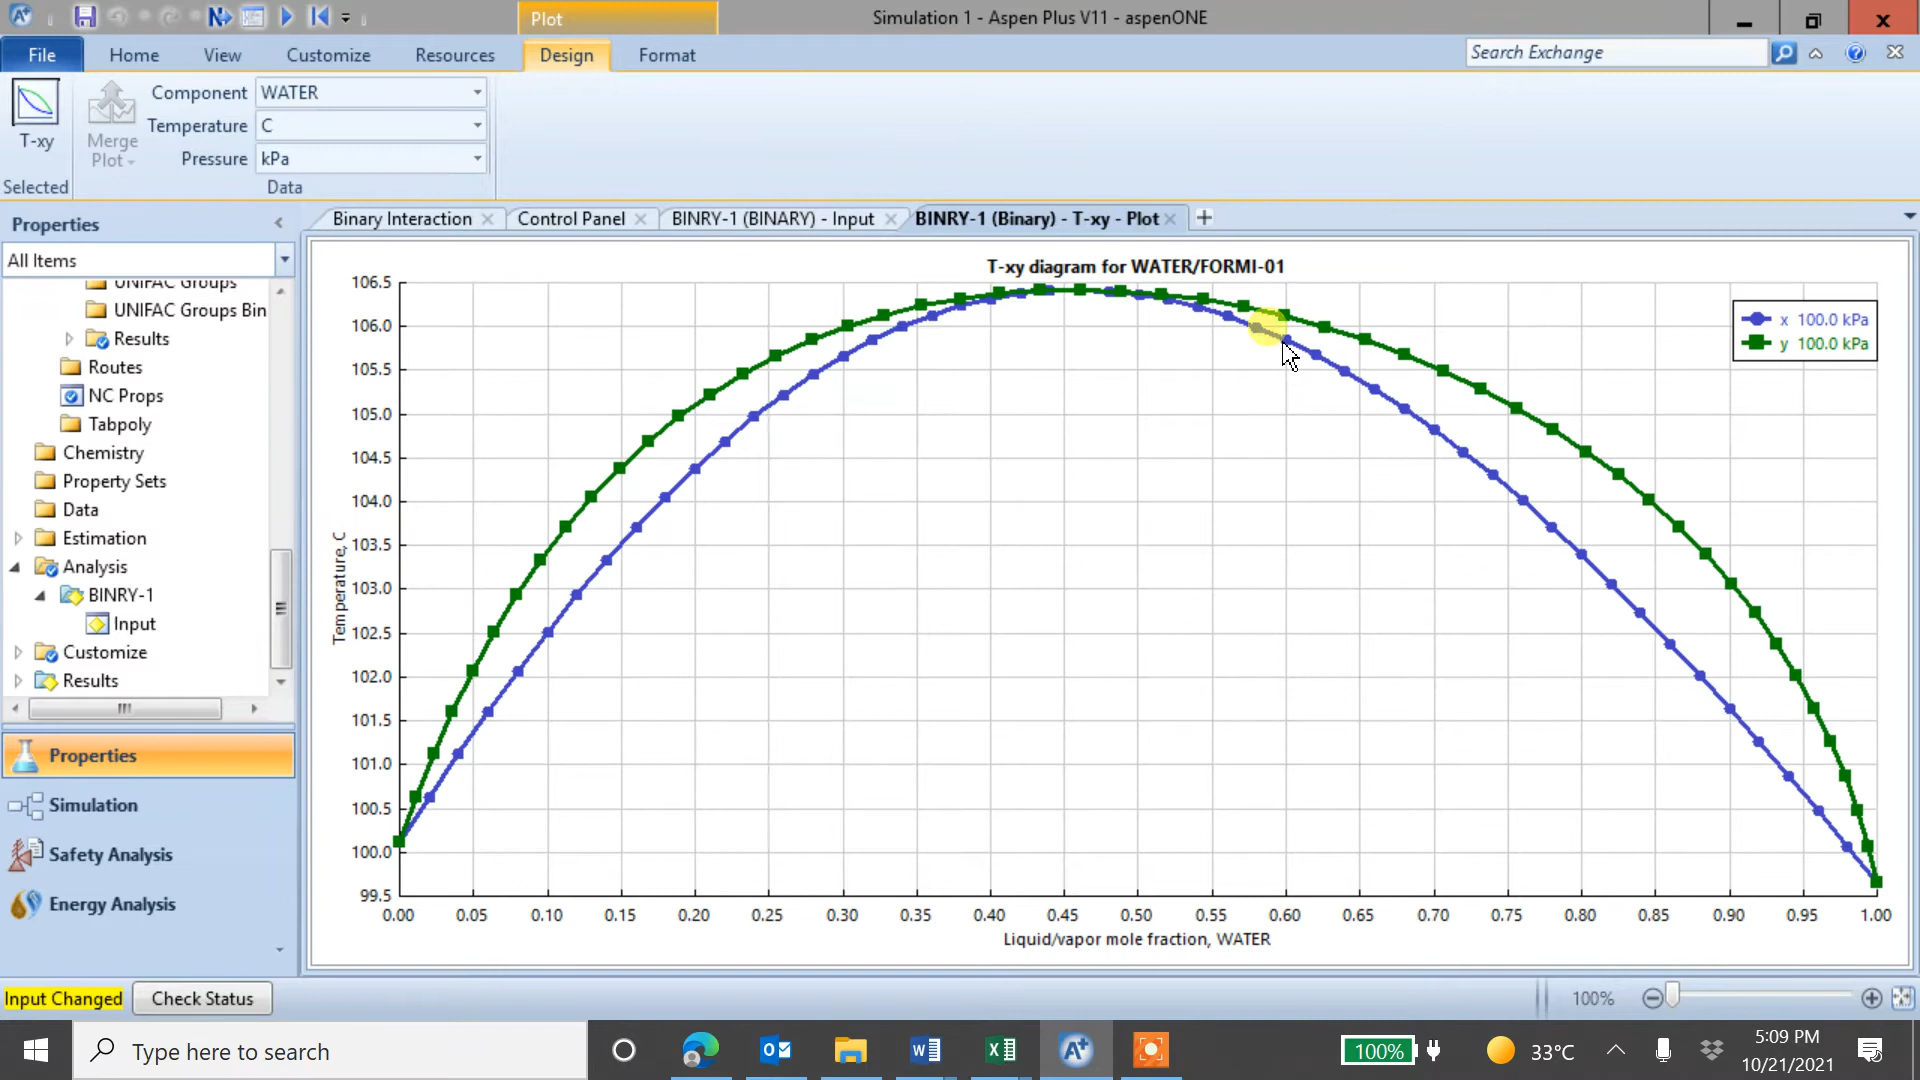 Plot
Simulation 1 - Aspen Plus V11 - aspenONE
File
Home
View
Customize
Resources
Design
Format
Search Exchange
T-xy
Selected
Merge
Plot
Component
WATER
Temperature
C
Pressure
kPa
Data
Properties
All Items
UNIFAC Groups
UNIFAC Groups Bin
Results
Routes
NC Props
Tabpoly
Chemistry
Property Sets
Data
Estimation
Analysis
BINRY-1
Input
Customize
Results
Properties
Simulation
Safety Analysis
Energy Analysis
Binary Interaction
Control Panel
BINRY-1 (BINARY) - Input
BINRY-1 (Binary) - T-xy - Plot
T-xy diagram for WATER/FORMI-01
x 100.0 kPa
y 100.0 kPa
Temperature, C
106.5
106.0
105.5
105.0
104.5
104.0
103.5
103.0
102.5
102.0
101.5
101.0
100.5
100.0
99.5
0.00 0.05 0.10 0.15 0.20 0.25 0.30 0.35 0.40 0.45 0.50 0.55 0.60 0.65 0.70 0.75 0.80 0.85 0.90 0.95 1.00
Liquid/vapor mole fraction, WATER
Input Changed
Check Status
100%
Type here to search
100%
33°C
5:09 PM
10/21/2021